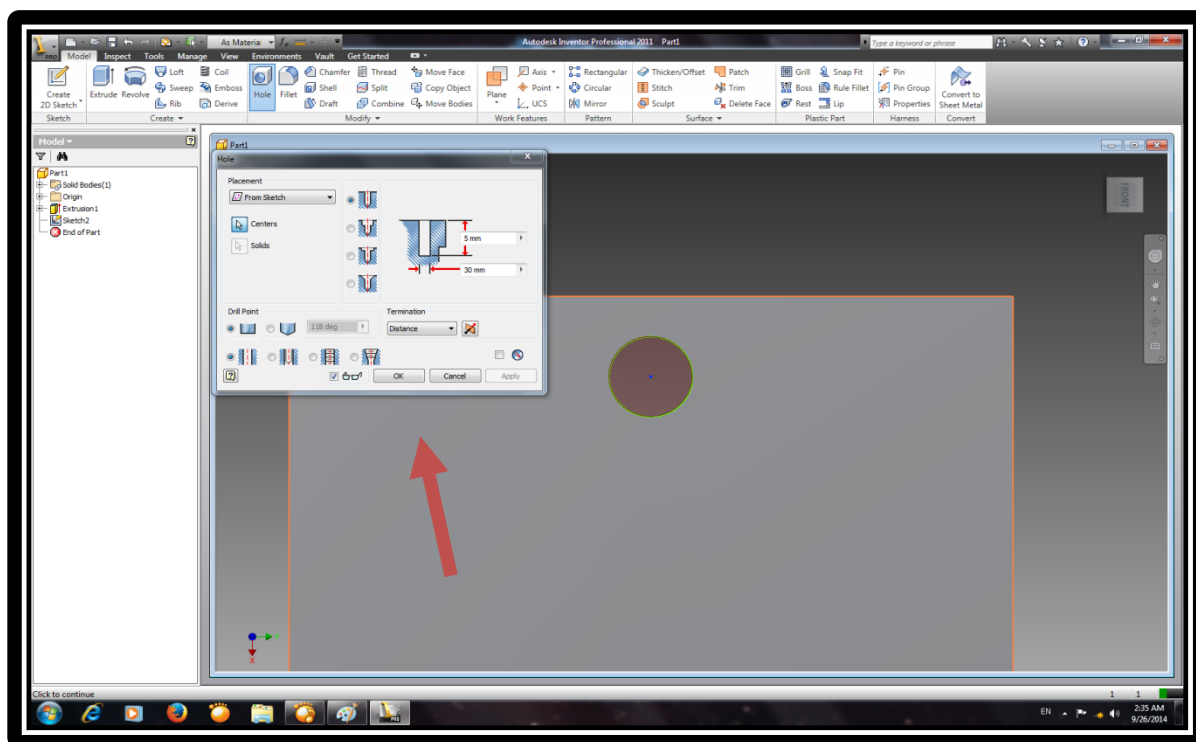 As Materia
Autodesk Inventor Professional 2011 Part1
Type a keyword or phrase
PRO Model Inspect Tools Manage View Environments Vault Get Started
Create 2D Sketch
Extrude Revolve
Loft
Sweep
Rib
Coil
Emboss
Derive
Hole
Fillet
Chamfer
Shell
Draft
Thread
Split
Combine
Move Face
Copy Object
Move Bodies
Plane
Axis
Point
UCS
Rectangular
Circular
Mirror
Thicken/Offset
Stitch
Sculpt
Patch
Trim
Delete Face
Grill
Boss
Rest
Snap Fit
Rule Fillet
Lip
Pin
Pin Group
Properties
Convert to Sheet Metal
Sketch
Create
Modify
Work Features
Pattern
Surface
Plastic Part
Harness
Convert
Model
Part1
Solid Bodies(1)
Origin
Extrusion1
Sketch2
End of Part
Part1
Hole
Placement
From Sketch
Centers
Solids
5 mm
30 mm
Drill Point
118 deg
Termination
Distance
OK
Cancel
Apply
FRONT
X
Click to continue
1 1
PRO
EN
2:35 AM
9/26/2014